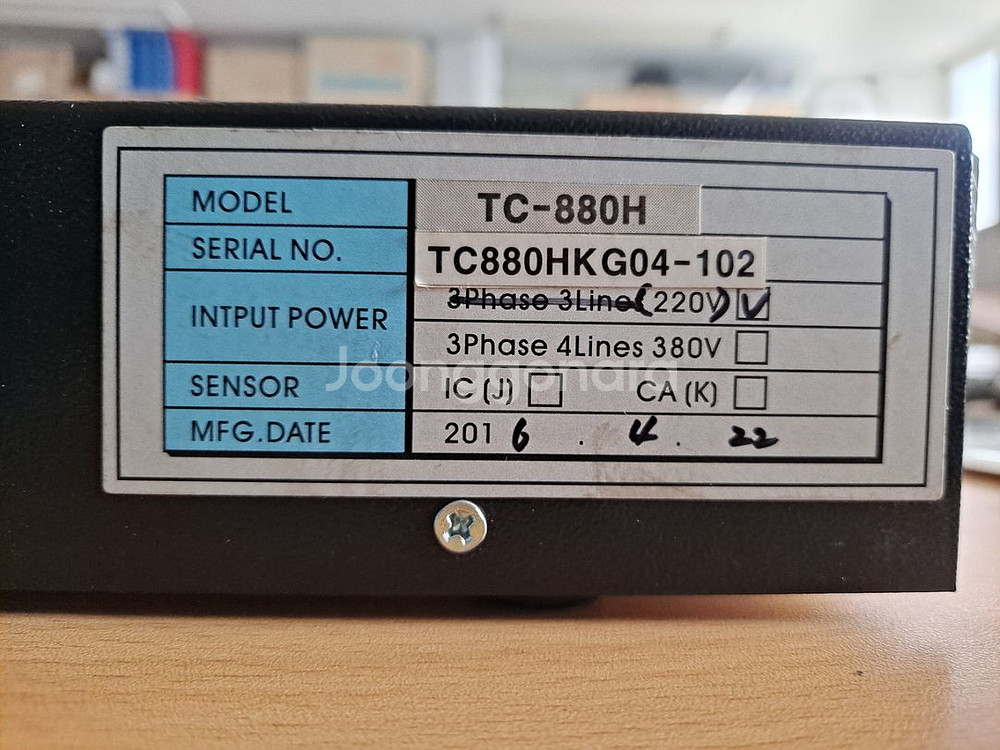 MODEL TC-880H
SERIAL NO. TC880HKG04-102
INTPUT POWER 3Phase 3Line(220V) ☑
3Phase 4Lines 380V ☐
Joonggonara
SENSOR IC (J) ☐ CA (K) ☐
MFG.DATE 2016 . 4 . 22